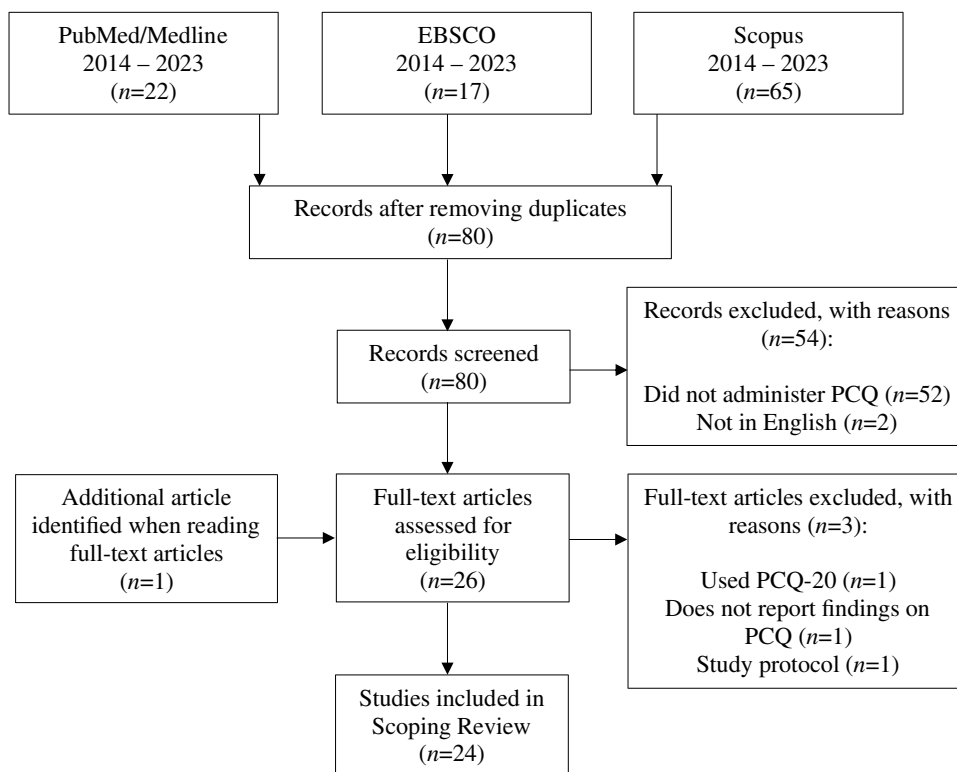 PubMed/Medline
2014 – 2023
(n=22)
EBSCO
2014 – 2023
(n=17)
Scopus
2014 – 2023
(n=65)
Records after removing duplicates
(n=80)
Records screened
(n=80)
Records excluded, with reasons
(n=54):
Did not administer PCQ (n=52)
Not in English (n=2)
Additional article
identified when reading
full-text articles
(n=1)
Full-text articles
assessed for
eligibility
(n=26)
Full-text articles excluded, with
reasons (n=3):
Used PCQ-20 (n=1)
Does not report findings on
PCQ (n=1)
Study protocol (n=1)
Studies included in
Scoping Review
(n=24)